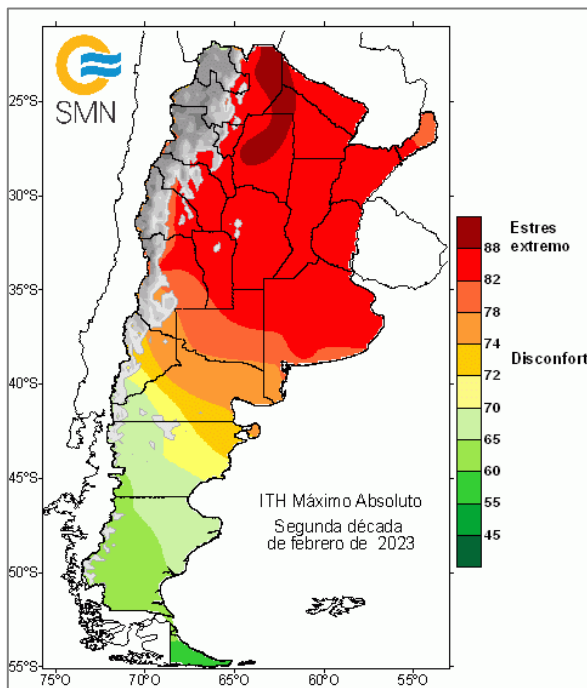 SMN
25°S
30°S
35°S
40°S
45°S
50°S
55°S
75°O
70°O
65°O
60°O
55°O
Estres
extremo
88
82
78
74
Disconfort
72
70
65
60
55
45
ITH Máximo Absoluto
Segunda década
de febrero de 2023